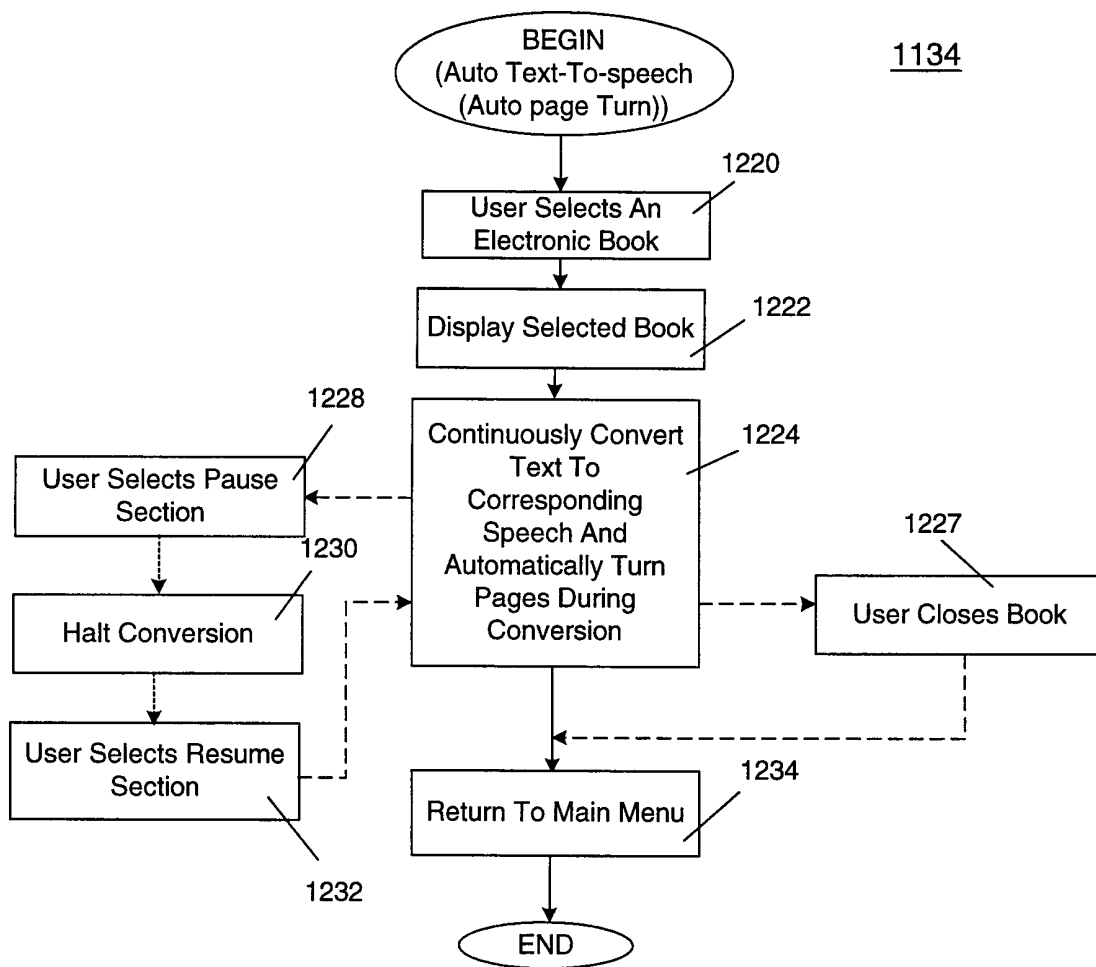 BEGIN
(Auto Text-To-speech
(Auto page Turn))
1134
1220
User Selects An
Electronic Book
1222
Display Selected Book
1228
User Selects Pause
Section
1224
Continuously Convert
Text To
Corresponding
Speech And
Automatically Turn
Pages During
Conversion
1230
Halt Conversion
1227
User Closes Book
User Selects Resume
Section
1232
1234
Return To Main Menu
END